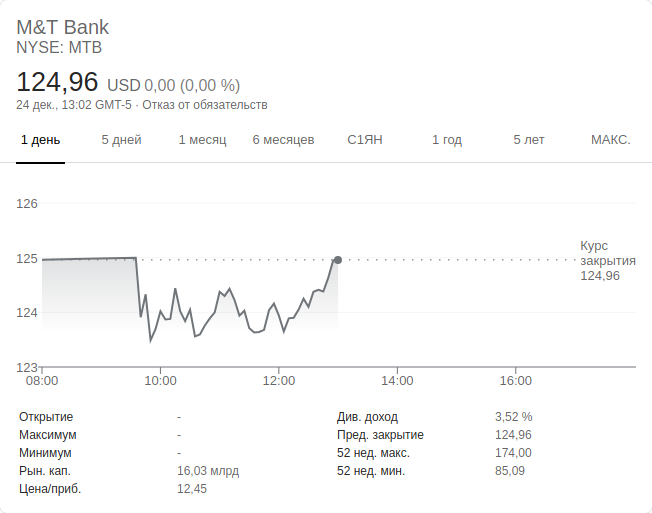 M&T Bank
NYSE: MTB
124,96 USD 0,00 (0,00 %)
24 дек., 13:02 GMT-5 · Отказ от обязательств
1 день 5 дней 1 месяц 6 месяцев С1ЯН 1 год 5 лет МАКС.
126
125
124
123
Курс
закрытия
124,96
08:00 10:00 12:00 14:00 16:00
Открытие - Див. доход 3,52 %
Максимум - Пред. закрытие 124,96
Минимум - 52 нед. макс. 174,00
Рын. кап. 16,03 млрд 52 нед. мин. 85,09
Цена/приб. 12,45